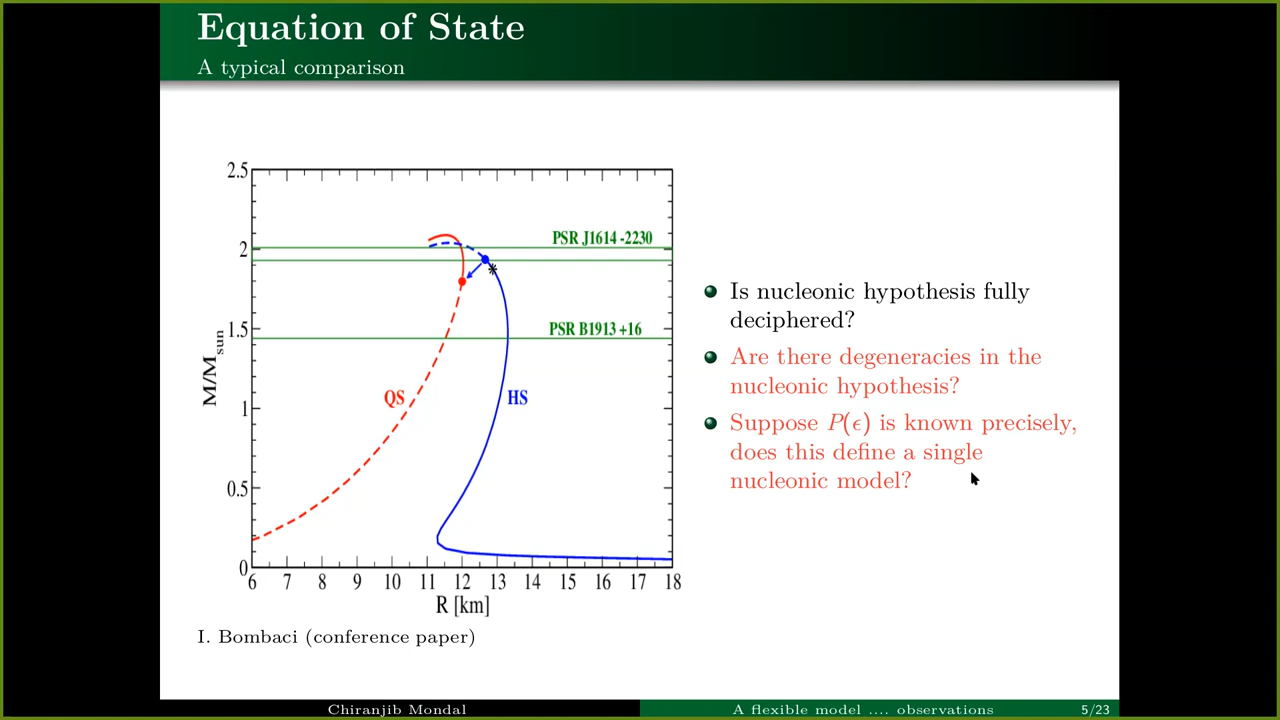 Equation of State
A typical comparison
2.5
2
1.5
1
0.5
0
M/Msun
PSR J1614-2230
PSR B1913+16
QS
HS
6 7 8 9 10 11 12 13 14 15 16 17 18
R [km]
Is nucleonic hypothesis fully
deciphered?
Are there degeneracies in the
nucleonic hypothesis?
Suppose P(ϵ) is known precisely,
does this define a single
nucleonic model?
I. Bombaci (conference paper)
Chiranjib Mondal
A flexible model .... observations
5/23